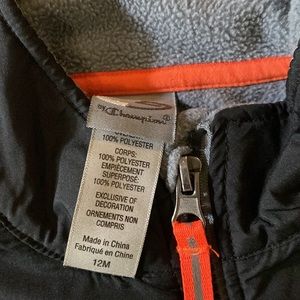 Champion
100% POLYESTER
CORPS:
100% POLYESTER
EMPIÈCEMENT
SUPERPOSÉ:
100% POLYESTER
EXCLUSIVE OF
DECORATION
ORNEMENTS NON
COMPRIS
Made in China
Fabriqué en Chine
12M